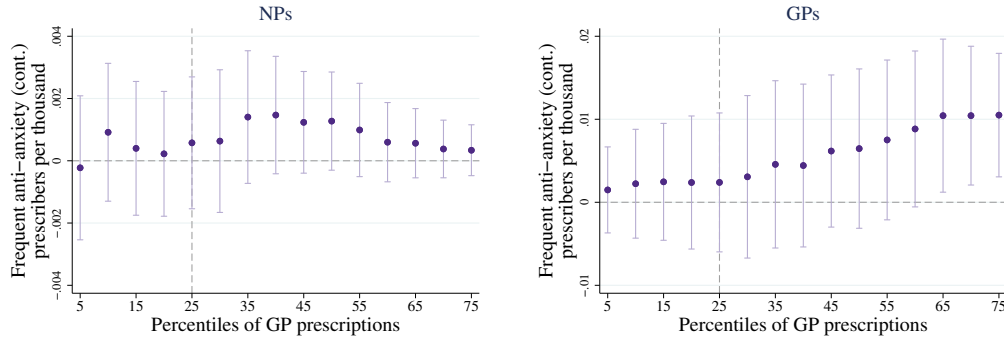 NPs
Frequent anti−anxiety (cont.)
prescribers per thousand
.004
.002
0
−.002
−.004
5 15 25 35 45 55 65 75
Percentiles of GP prescriptions
GPs
Frequent anti−anxiety (cont.)
prescribers per thousand
.02
.01
0
−.01
5 15 25 35 45 55 65 75
Percentiles of GP prescriptions